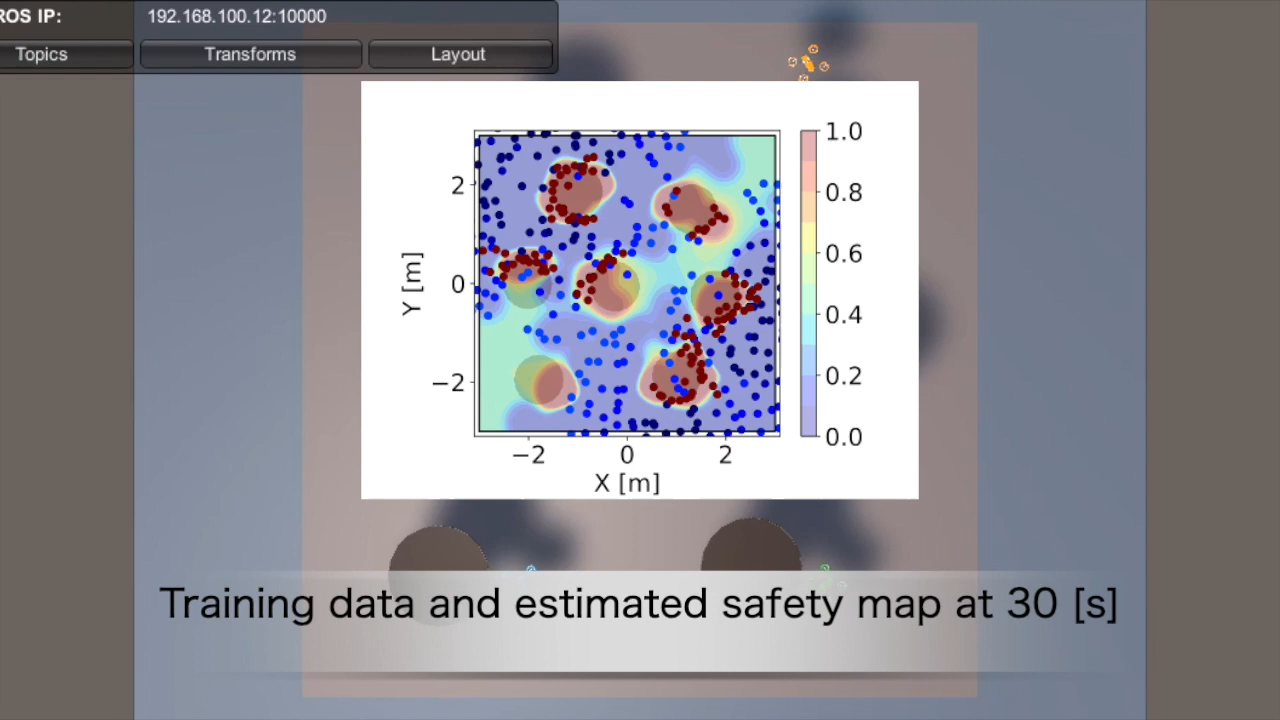 ROS IP: 192.168.100.12:10000
Topics Transforms Layout
1.0
0.8
0.6
0.4
0.2
0.0
2
0
−2
Y [m]
−2 0 2
X [m]
Training data and estimated safety map at 30 [s]